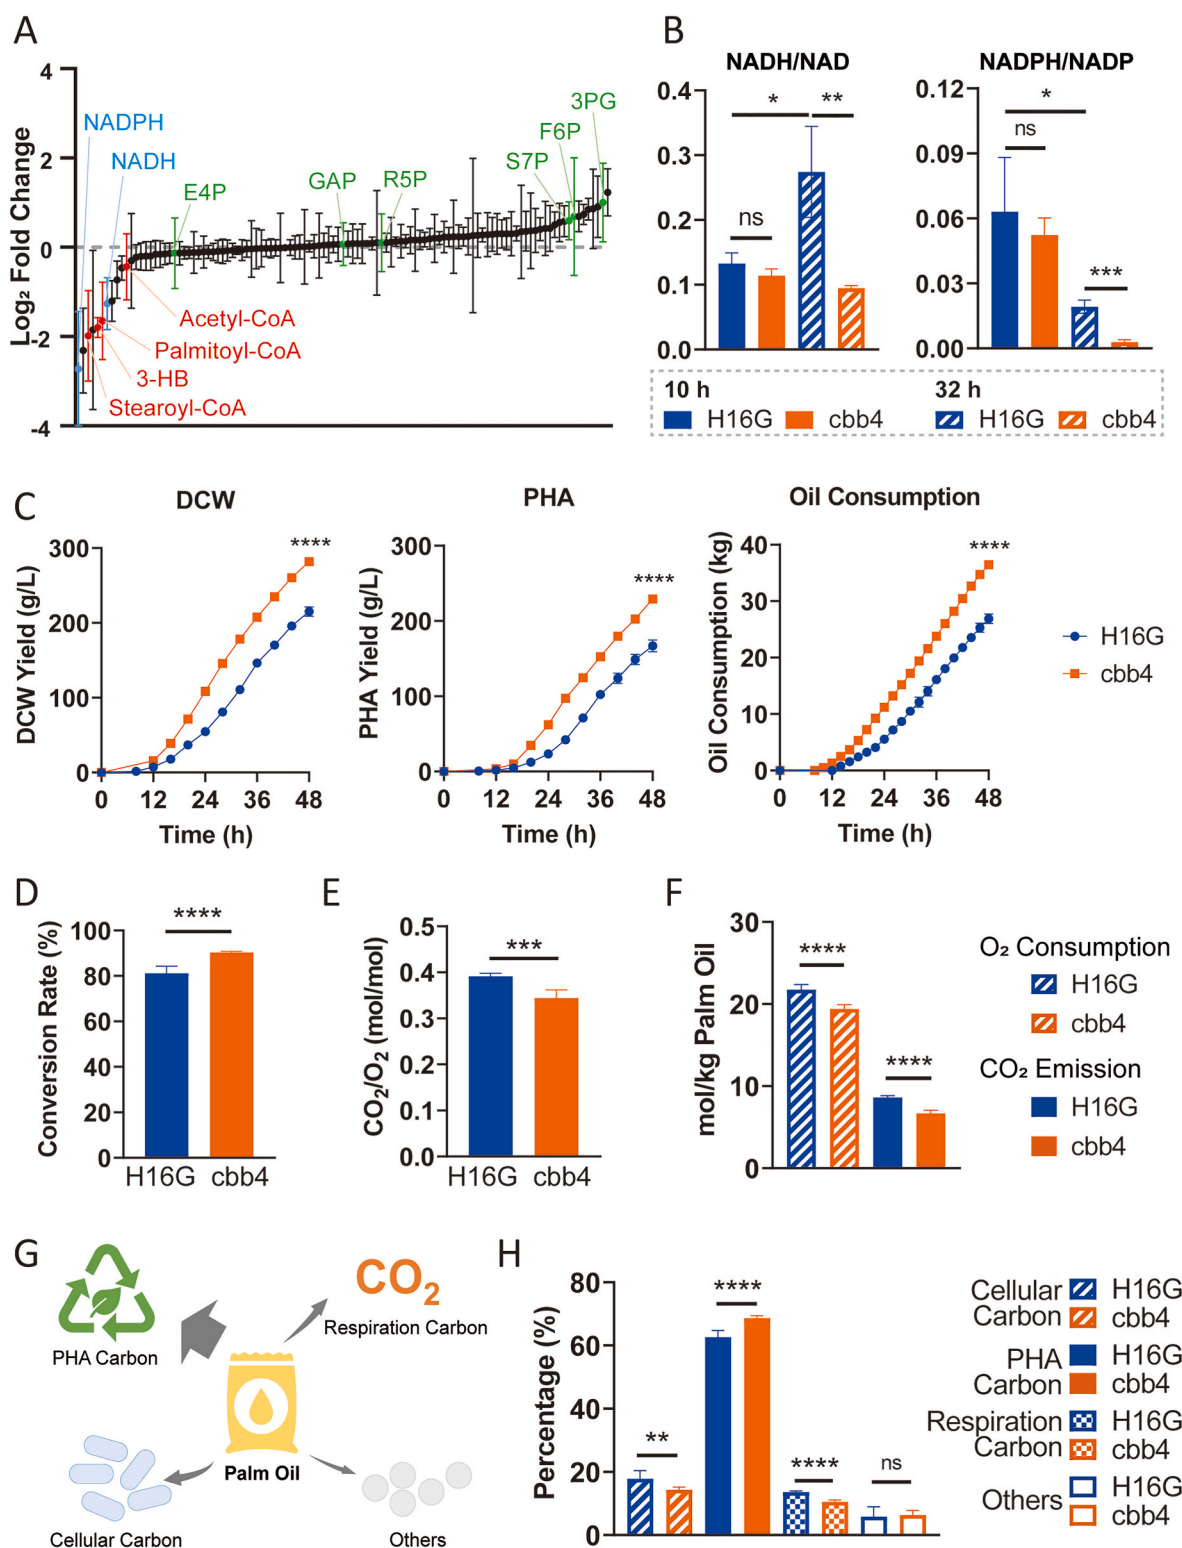 A
Log₂ Fold Change
4
2
0
-2
-4
NADPH
NADH
E4P
GAP
R5P
S7P
F6P
3PG
Acetyl-CoA
Palmitoyl-CoA
3-HB
Stearoyl-CoA
B
NADH/NAD
0.4
0.3
0.2
0.1
0.0
ns
*
**
NADPH/NADP
0.12
0.09
0.06
0.03
0.00
*
ns
***
10 h
H16G
cbb4
32 h
H16G
cbb4
C
DCW
DCW Yield (g/L)
300
200
100
0
****
0 12 24 36 48
Time (h)
PHA
PHA Yield (g/L)
300
200
100
0
****
0 12 24 36 48
Time (h)
Oil Consumption
Oil Consumption (kg)
40
30
20
10
0
****
0 12 24 36 48
Time (h)
H16G
cbb4
D
Conversion Rate (%)
100
80
60
40
20
0
****
H16G cbb4
E
CO₂/O₂ (mol/mol)
0.5
0.4
0.3
0.2
0.1
0.0
***
H16G cbb4
F
mol/kg Palm Oil
30
20
10
0
****
****
O₂ Consumption
H16G
cbb4
CO₂ Emission
H16G
cbb4
G
PHA Carbon
CO₂
Respiration Carbon
Palm Oil
Cellular Carbon
Others
H
Percentage (%)
80
60
40
20
0
**
****
****
ns
Cellular Carbon
H16G
cbb4
PHA Carbon
H16G
cbb4
Respiration Carbon
H16G
cbb4
Others
H16G
cbb4